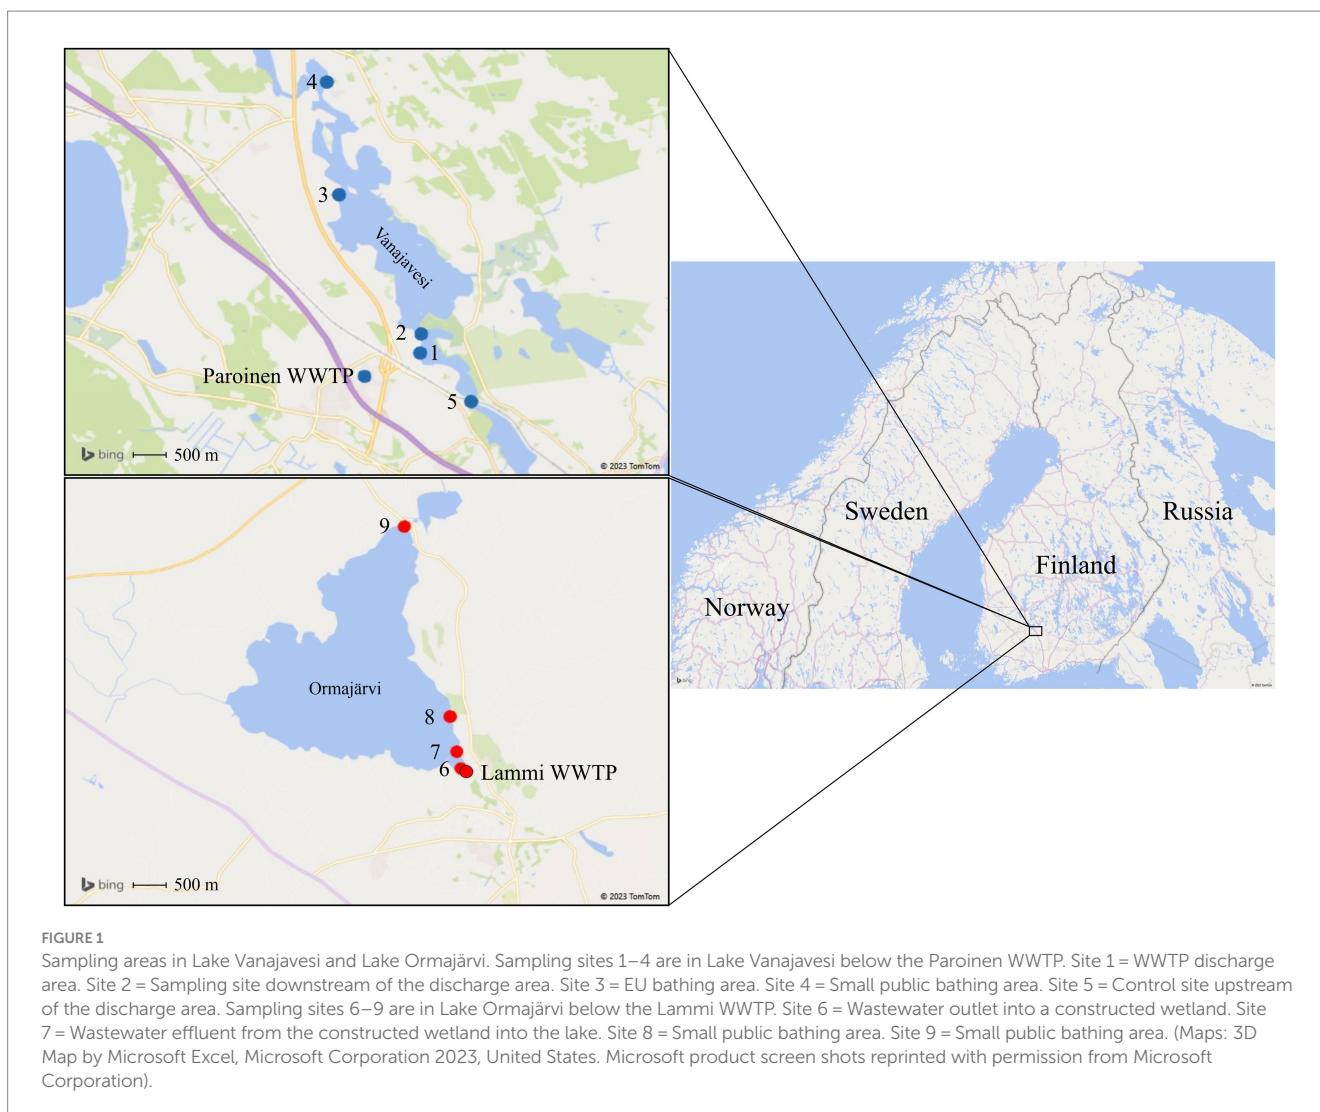 4
3
Vanajavesi
2
1
Paroinen WWTP
5
bing
500 m
© 2023 TomTom
9
Ormajärvi
8
7
6
Lammi WWTP
bing
500 m
© 2023 TomTom
Sweden
Russia
Finland
Norway
bing
© 2023 TomTom
FIGURE 1
Sampling areas in Lake Vanajavesi and Lake Ormajärvi. Sampling sites 1–4 are in Lake Vanajavesi below the Paroinen WWTP. Site 1 = WWTP discharge
area. Site 2 = Sampling site downstream of the discharge area. Site 3 = EU bathing area. Site 4 = Small public bathing area. Site 5 = Control site upstream
of the discharge area. Sampling sites 6–9 are in Lake Ormajärvi below the Lammi WWTP. Site 6 = Wastewater outlet into a constructed wetland. Site
7 = Wastewater effluent from the constructed wetland into the lake. Site 8 = Small public bathing area. Site 9 = Small public bathing area. (Maps: 3D
Map by Microsoft Excel, Microsoft Corporation 2023, United States. Microsoft product screen shots reprinted with permission from Microsoft
Corporation).